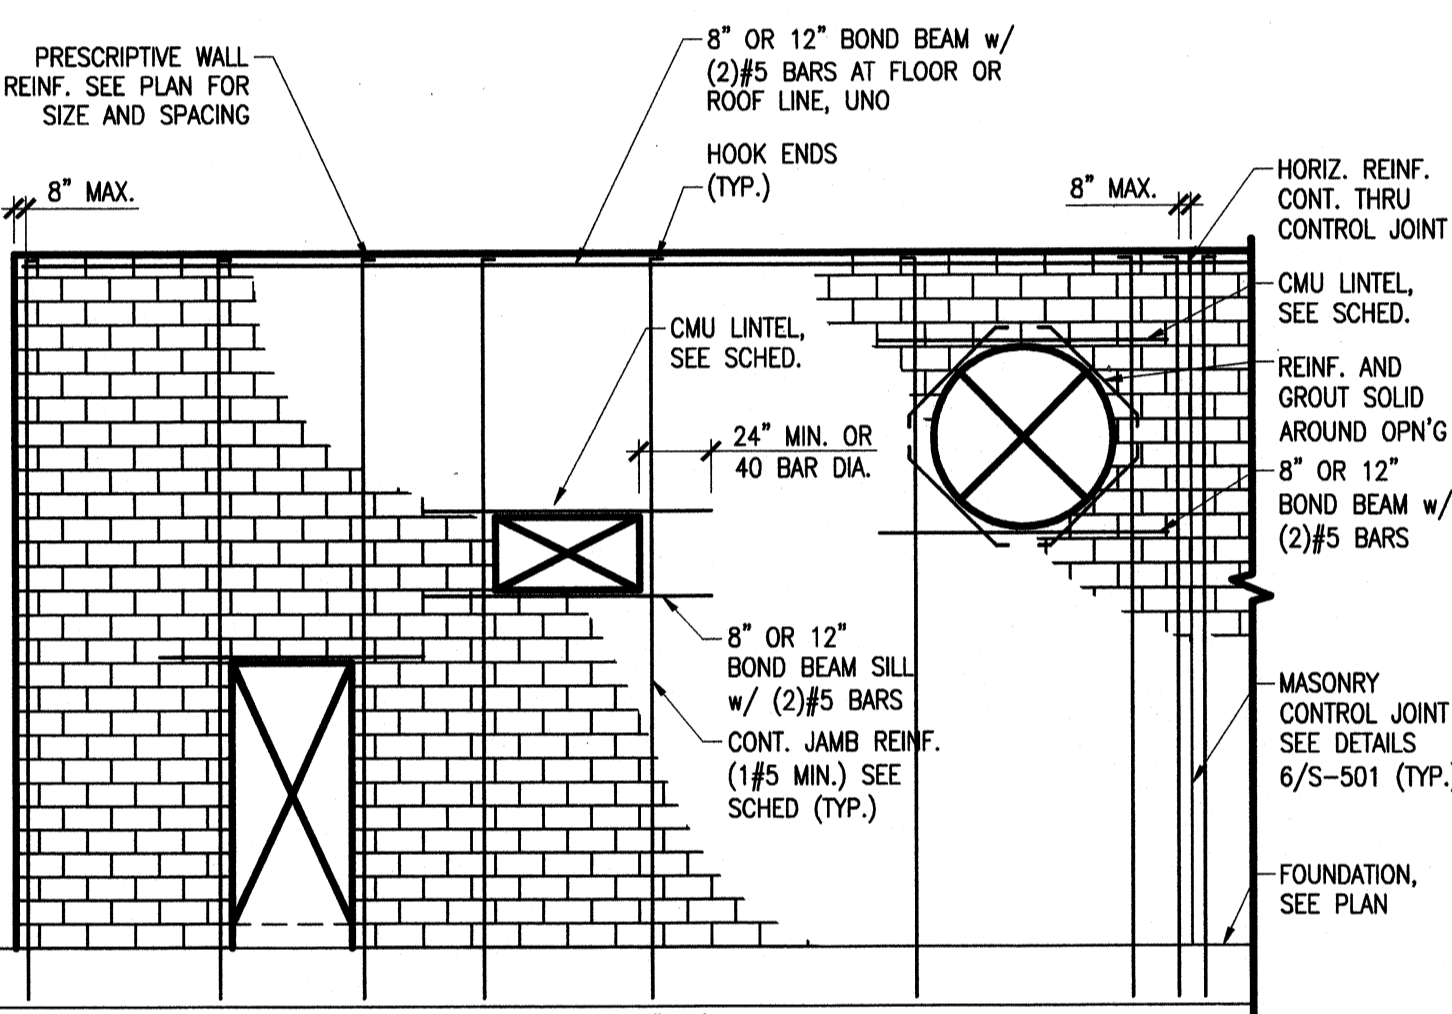 PRESCRIPTIVE WALL
REINF. SEE PLAN FOR
SIZE AND SPACING
8" OR 12" BOND BEAM w/
(2)#5 BARS AT FLOOR OR
ROOF LINE, UNO
HOOK ENDS
(TYP.)
8" MAX.
8" MAX.
HORIZ. REINF.
CONT. THRU
CONTROL JOINT
CMU LINTEL,
SEE SCHED.
CMU LINTEL,
SEE SCHED.
REINF. AND
GROUT SOLID
AROUND OPN'G
24" MIN. OR
40 BAR DIA.
8" OR 12"
BOND BEAM w/
(2)#5 BARS
8" OR 12"
BOND BEAM SILL
w/ (2)#5 BARS
CONT. JAMB REINF.
(1#5 MIN.) SEE
SCHED (TYP.)
MASONRY
CONTROL JOINT
SEE DETAILS
6/S-501 (TYP.)
FOUNDATION,
SEE PLAN